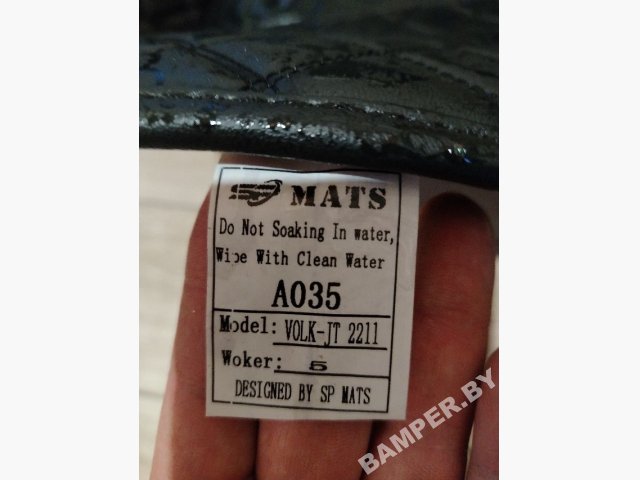 MATS
Do Not Soaking In water,
Wipe With Clean Water
A035
Model: VOLK-JT 2211
Woker: 5
DESIGNED BY SP MATS
BAMPER.BY